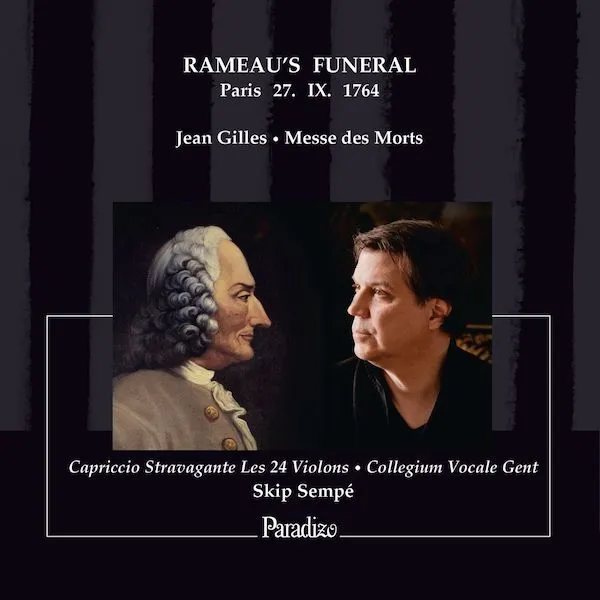 RAMEAU'S FUNERAL
Paris 27. IX. 1764
Jean Gilles • Messe des Morts
Capriccio Stravagante Les 24 Violons • Collegium Vocale Gent
Skip Sempé
Paradizo